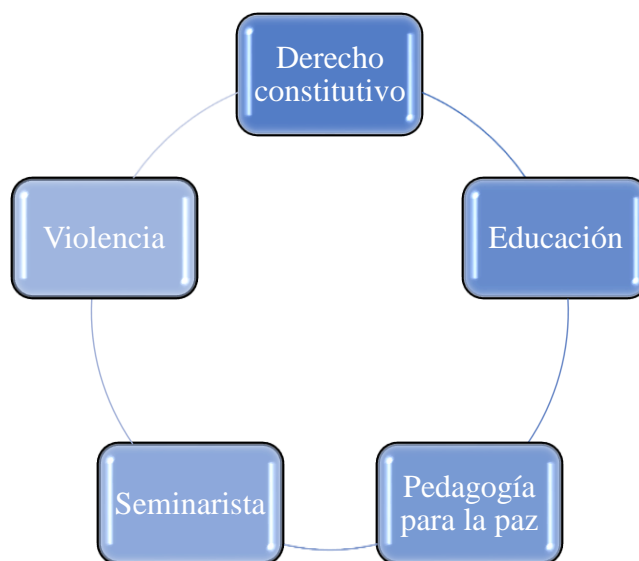 Derecho
constitutivo
Violencia
Educación
Seminarista
Pedagogía
para la paz